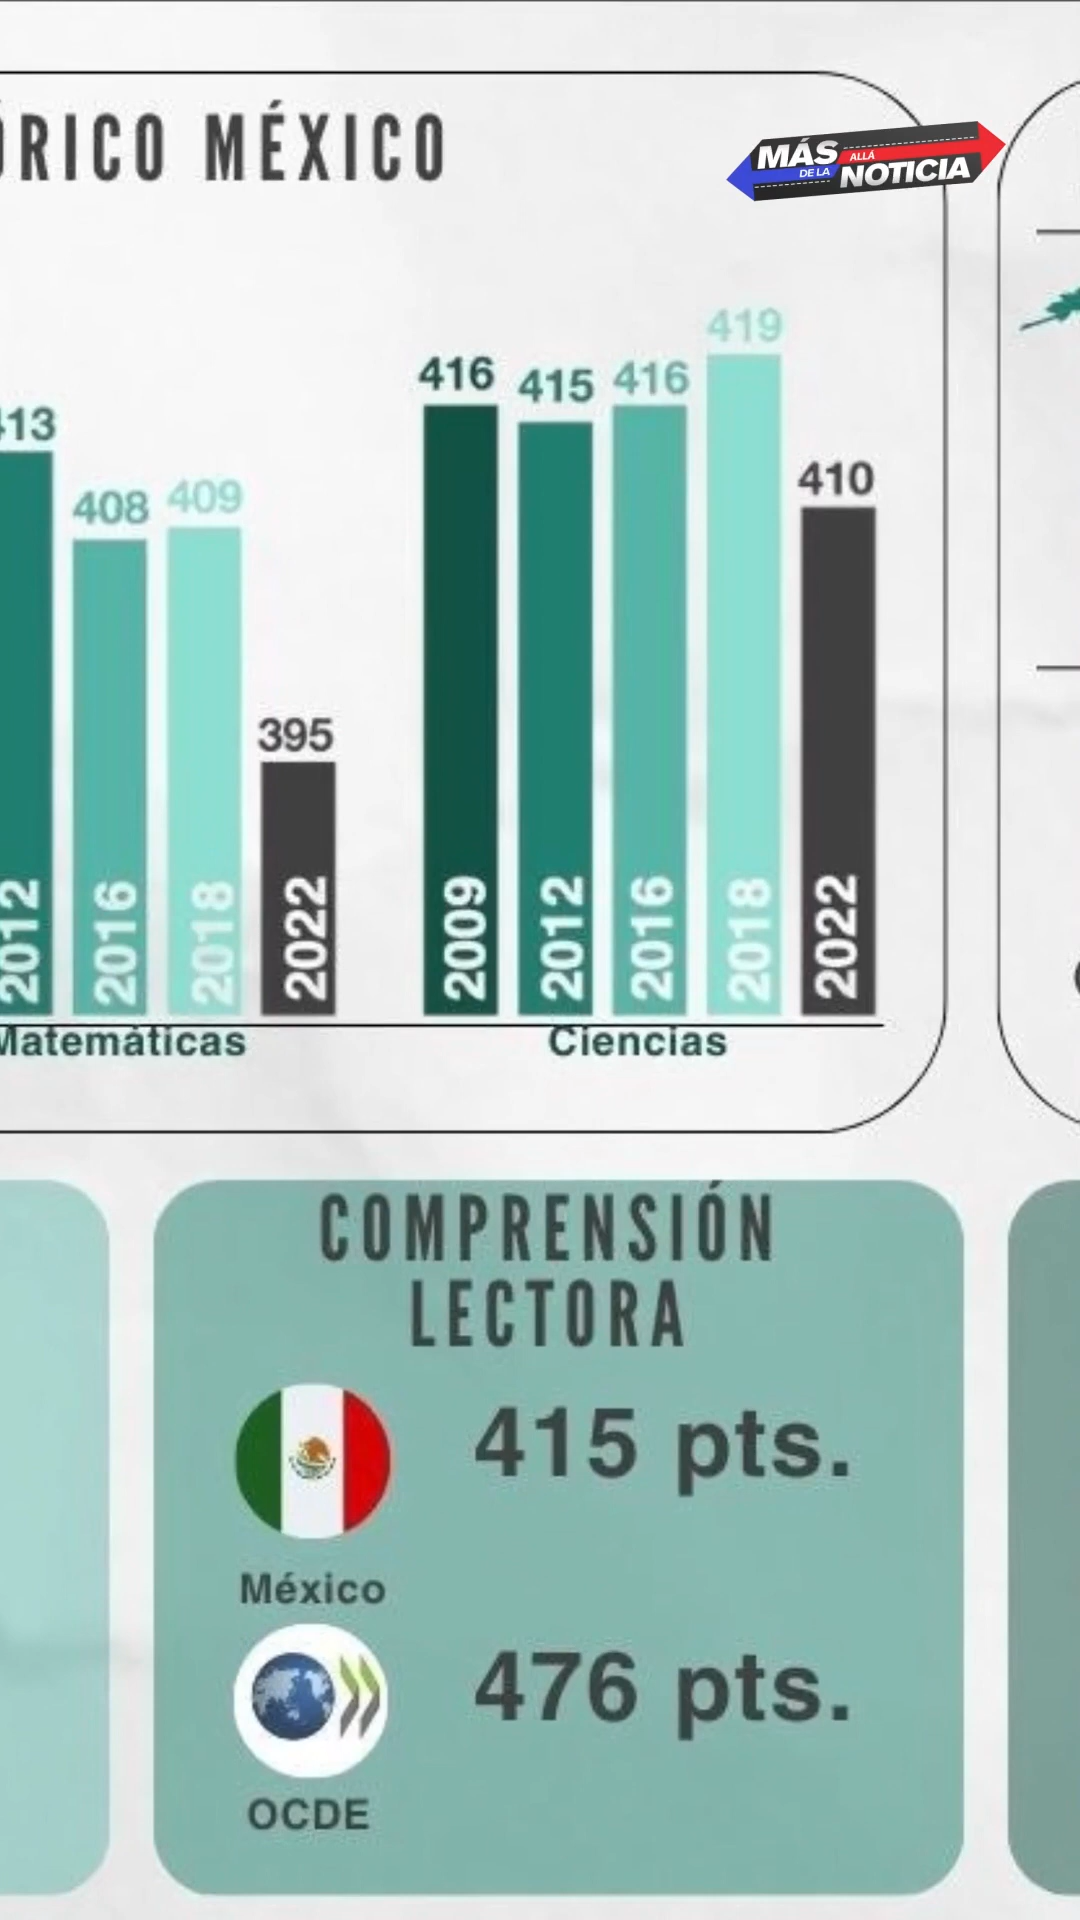 ÓRICO MÉXICO
MÁS ALLÁ
DE LA NOTICIA
413
408
409
395
416
415
416
419
410
2012
2016
2018
2022
2009
2012
2016
2018
2022
Matemáticas
Ciencias
COMPRENSIÓN
LECTORA
415 pts.
México
476 pts.
OCDE